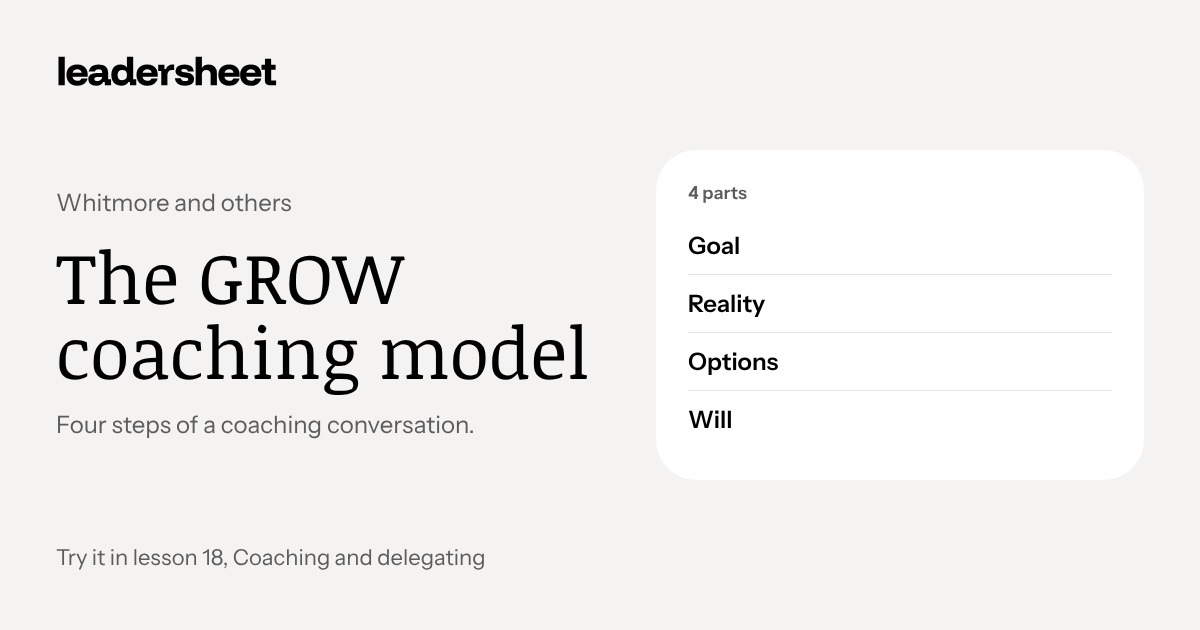 leadersheet
Whitmore and others
The GROW
coaching model
Four steps of a coaching conversation.
4 parts
Goal
Reality
Options
Will
Try it in lesson 18, Coaching and delegating